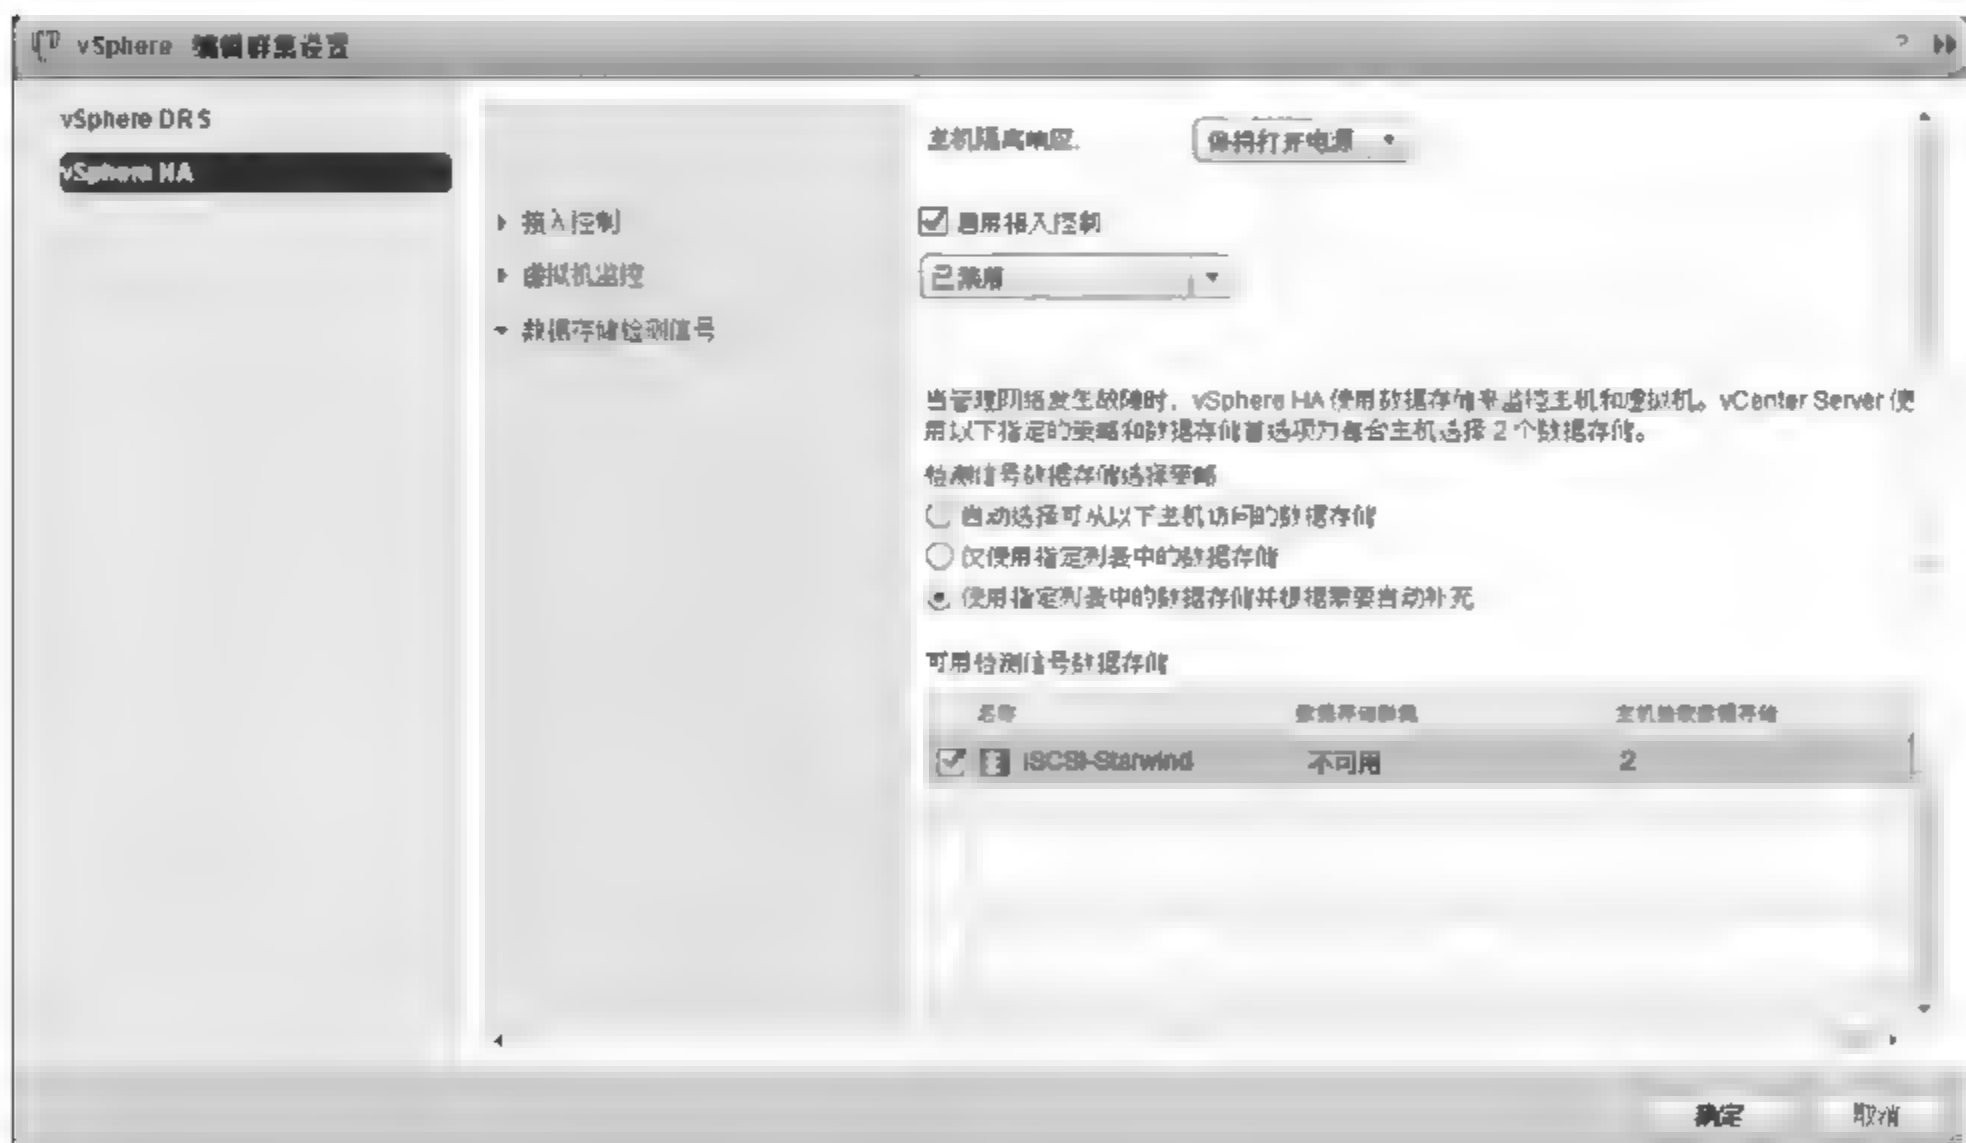 vSphere 编辑群集设置 ?
vSphere DRS
vSphere HA
主机隔离响应: 保持打开电源
接入控制
启用接入控制
虚拟机监控
已禁用
数据存储检测信号
当管理网络发生故障时，vSphere HA 使用数据存储来监控主机和虚拟机。vCenter Server 使
用以下指定的策略和数据存储首选项为每台主机选择 2 个数据存储。
检测信号数据存储选择策略
自动选择可从以下主机访问的数据存储
仅使用指定列表中的数据存储
使用指定列表中的数据存储并根据需要自动补充
可用检测信号数据存储
名称 数据存储群集 主机挂载数据存储
iSCSI-Starwind 不可用 2
确定 取消